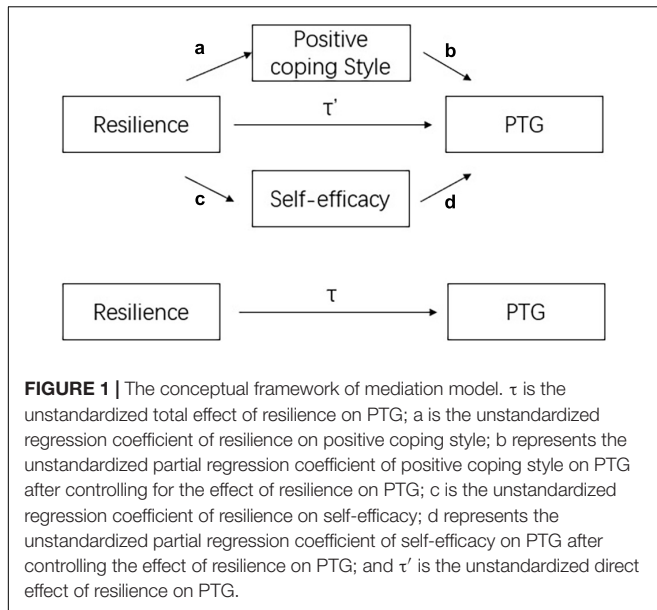 a
Positive
coping Style
b
Resilience
τ'
PTG
c
Self-efficacy
d
Resilience
τ
PTG
FIGURE 1 | The conceptual framework of mediation model. τ is the
unstandardized total effect of resilience on PTG; a is the unstandardized
regression coefficient of resilience on positive coping style; b represents the
unstandardized partial regression coefficient of positive coping style on PTG
after controlling for the effect of resilience on PTG; c is the unstandardized
regression coefficient of resilience on self-efficacy; d represents the
unstandardized partial regression coefficient of self-efficacy on PTG after
controlling the effect of resilience on PTG; and τ′ is the unstandardized direct
effect of resilience on PTG.